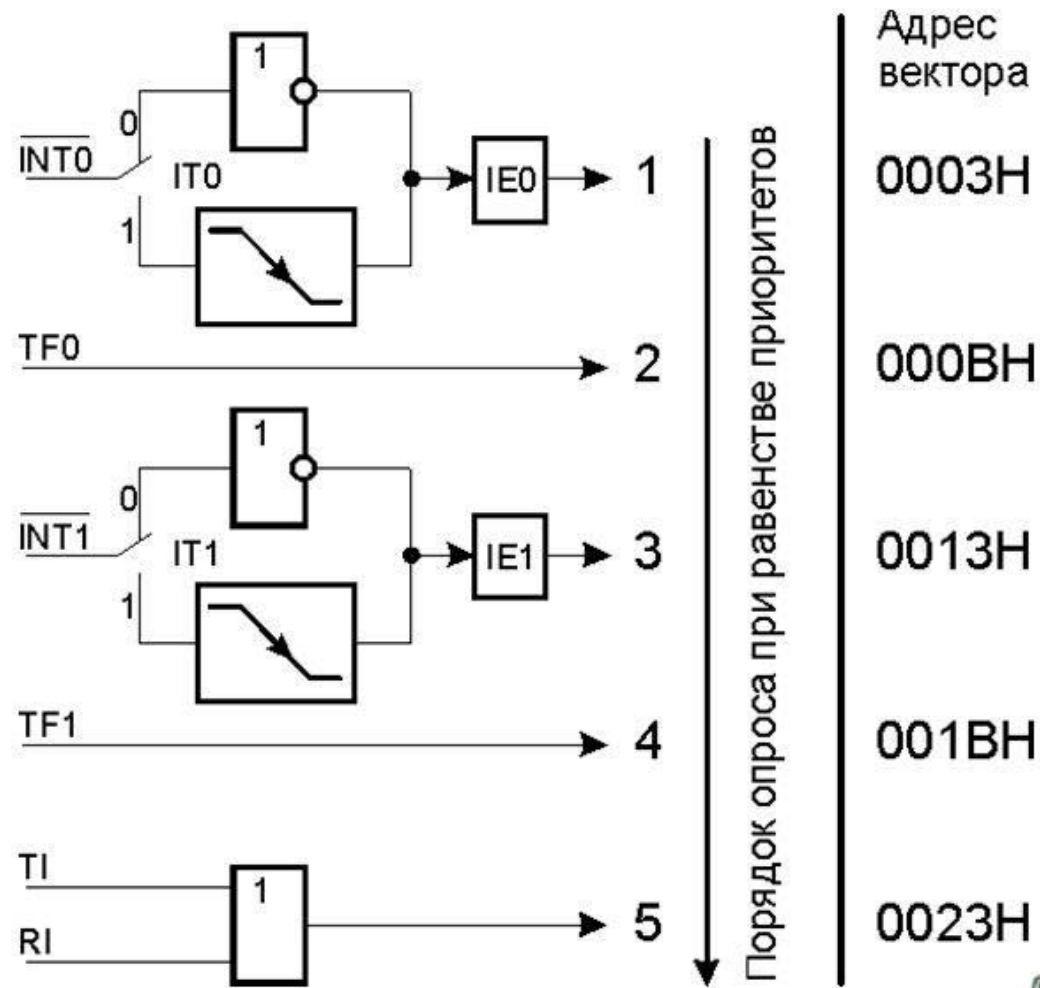 Адрес
вектора
1
0
INT0
IT0
IE0
1
0003H
1
TF0
2
000BH
1
0
INT1
IT1
IE1
3
0013H
1
TF1
4
001BH
TI
1
RI
5
0023H
Порядок опроса при равенстве приоритетов